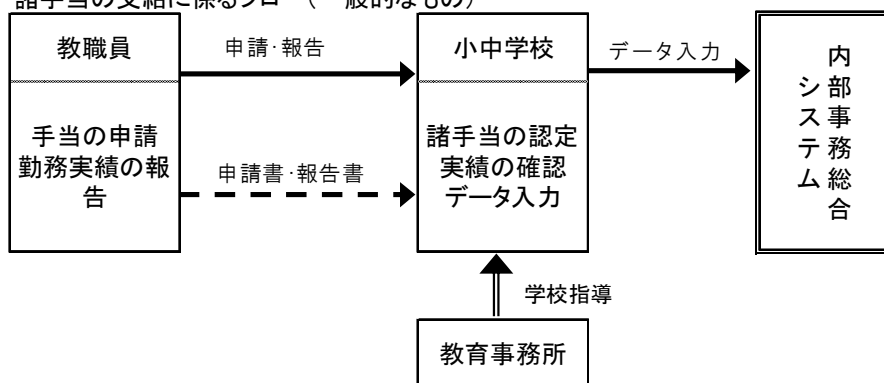 諸手当の支給に係るフロー(一般的なもの)
教職員
申請・報告
小中学校
データ入力
内部事務総合
システム
手当の申請
勤務実績の報
告
申請書・報告書
諸手当の認定
実績の確認
データ入力
学校指導
教育事務所